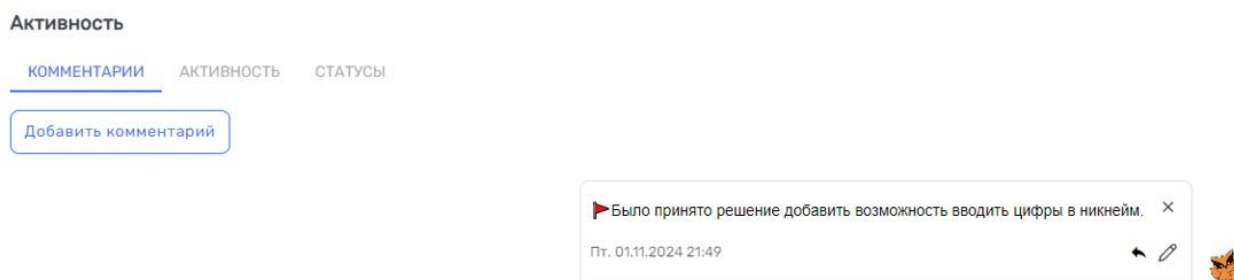 Активность
КОММЕНТАРИИ АКТИВНОСТЬ СТАТУСЫ
Добавить комментарий
🚩Было принято решение добавить возможность вводить цифры в никнейм.
Пт. 01.11.2024 21:49